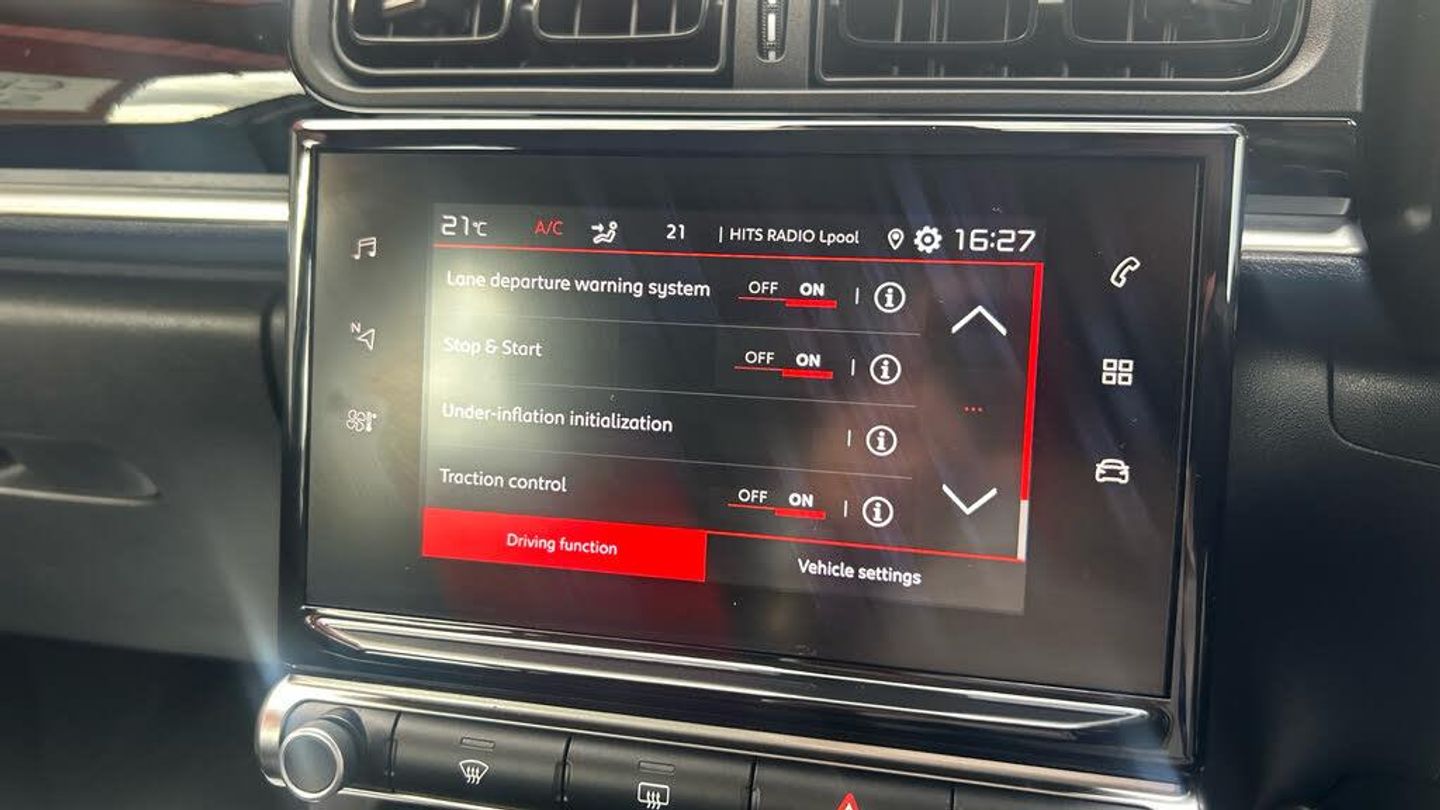 21°C A/C 21 | HITS RADIO Lpool 16:27
Lane departure warning system OFF ON
Stop & Start OFF ON
N
Under-inflation initialization
Traction control OFF ON
Driving function Vehicle settings